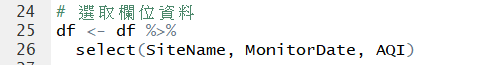 24 # 選取欄位資料
25 df <- df %>%
26   select(SiteName, MonitorDate, AQI)